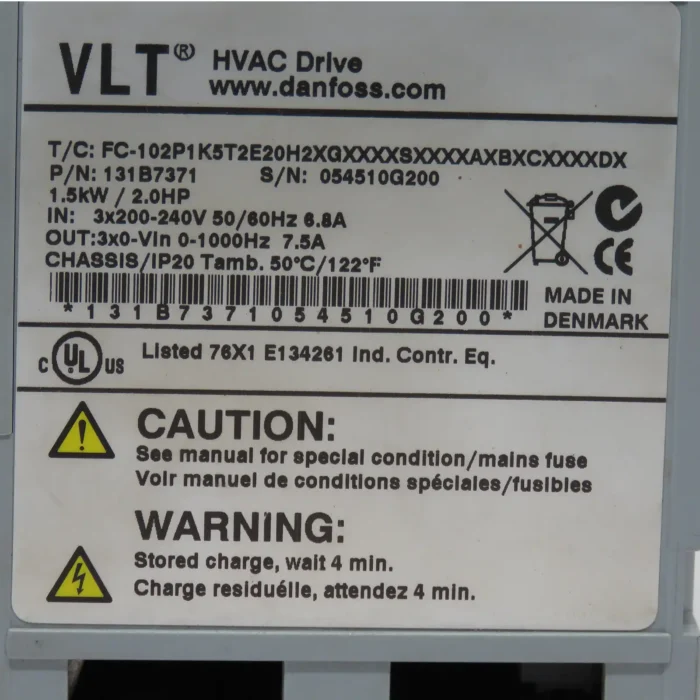 VLT® HVAC Drive
www.danfoss.com
T/C: FC-102P1K5T2E20H2XGXXXXSXXXXAXBXCXXXXDX
P/N: 131B7371 S/N: 054510G200
1.5kW / 2.0HP
IN: 3x200-240V 50/60Hz 6.8A
OUT:3x0-Vin 0-1000Hz 7.5A
CHASSIS/IP20 Tamb. 50°C/122°F
*131B7371054510G200*
MADE IN
DENMARK
c UL us Listed 76X1 E134261 Ind. Contr. Eq.
CAUTION:
See manual for special condition/mains fuse
Voir manuel de conditions spéciales/fusibles
WARNING:
Stored charge, wait 4 min.
Charge residuélle, attendez 4 min.